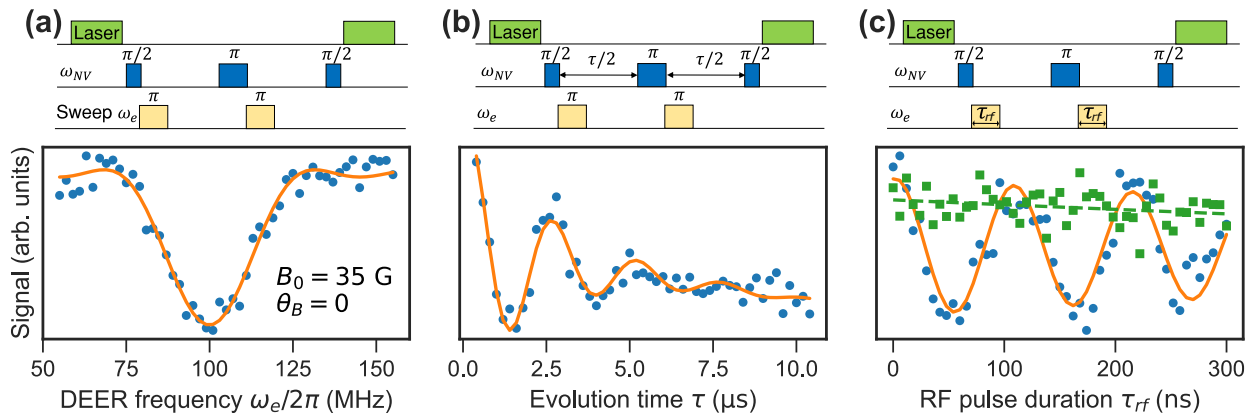 (a)
Laser
π/2 π π/2
ω_NV
π π
Sweep ω_e
B_0 = 35 G
θ_B = 0
Signal (arb. units)
50 75 100 125 150
DEER frequency ω_e/2π (MHz)
(b)
Laser
π/2 π π/2
τ/2 τ/2
ω_NV
π π
ω_e
0.0 2.5 5.0 7.5 10.0
Evolution time τ (μs)
(c)
Laser
π/2 π π/2
ω_NV
ω_e
τ_rf τ_rf
0 100 200 300
RF pulse duration τ_rf (ns)